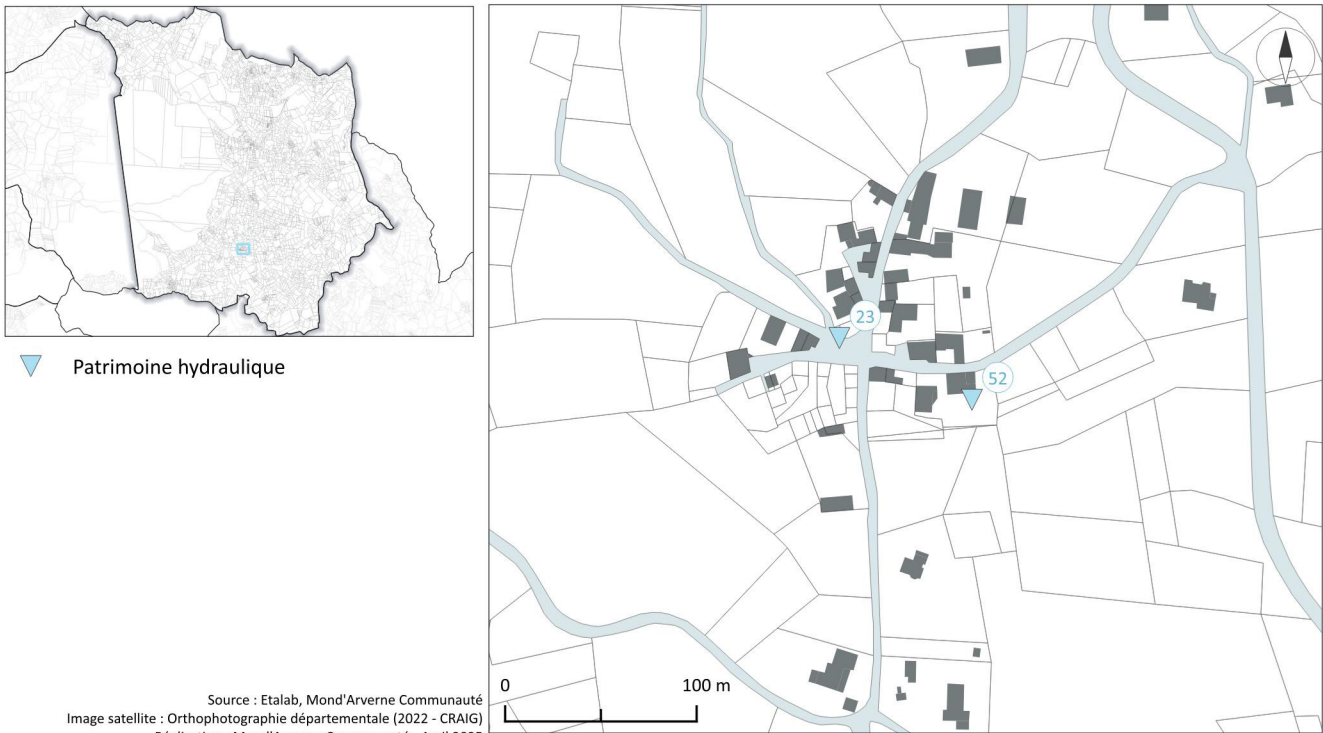 Patrimoine hydraulique
23
52
0 100 m
Source : Etalab, Mond'Arverne Communauté
Image satellite : Orthophotographie départementale (2022 - CRAIG)